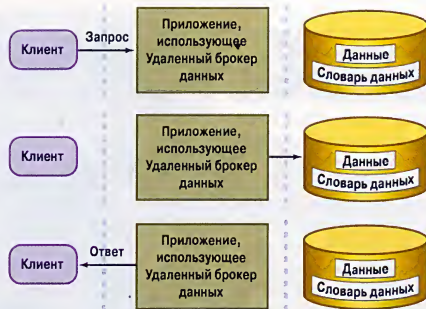 Клиент
Запрос
Приложение,
использующее
Удаленный брокер
данных
Данные
Словарь данных
Клиент
Приложение,
использующее
Удаленный брокер
данных
Данные
Словарь данных
Клиент
Ответ
Приложение,
использующее
Удаленный брокер
данных
Данные
Словарь данных